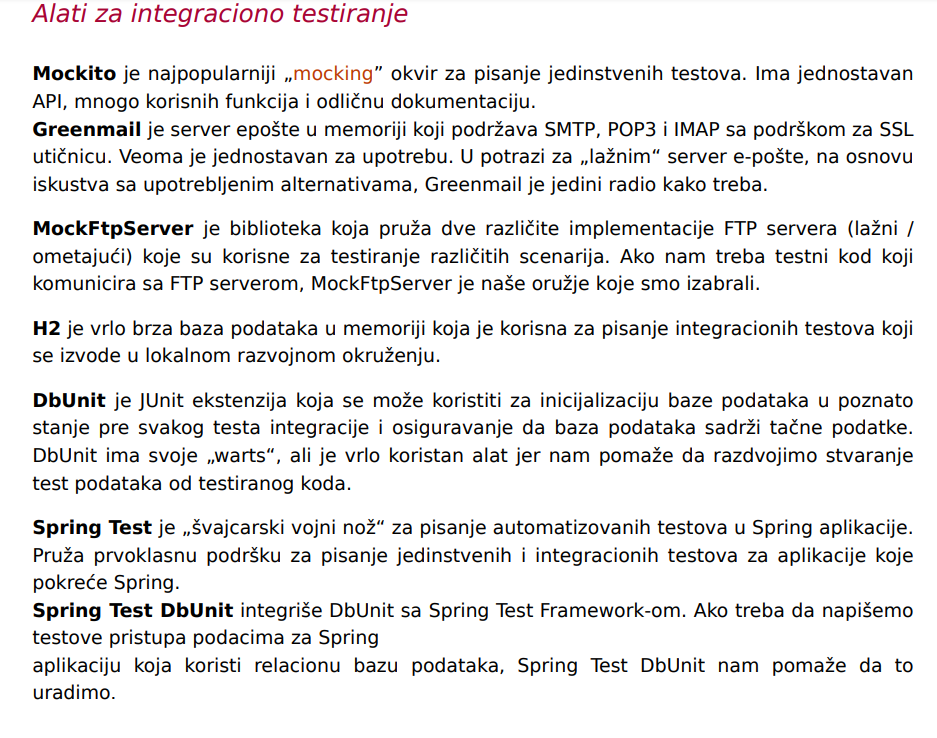 Alati za integraciono testiranje
Mockito je najpopularniji „mocking” okvir za pisanje jedinstvenih testova. Ima jednostavan
API, mnogo korisnih funkcija i odličnu dokumentaciju.
Greenmail je server epošte u memoriji koji podržava SMTP, POP3 i IMAP sa podrškom za SSL
utičnicu. Veoma je jednostavan za upotrebu. U potrazi za „lažnim“ server e-pošte, na osnovu
iskustva sa upotrebljenim alternativama, Greenmail je jedini radio kako treba.
MockFtpServer je biblioteka koja pruža dve različite implementacije FTP servera (lažni /
ometajući) koje su korisne za testiranje različitih scenarija. Ako nam treba testni kod koji
komunicira sa FTP serverom, MockFtpServer je naše oružje koje smo izabrali.
H2 je vrlo brza baza podataka u memoriji koja je korisna za pisanje integracionih testova koji
se izvode u lokalnom razvojnom okruženju.
DbUnit je JUnit ekstenzija koja se može koristiti za inicijalizaciju baze podataka u poznato
stanje pre svakog testa integracije i osiguravanje da baza podataka sadrži tačne podatke.
DbUnit ima svoje „warts“, ali je vrlo koristan alat jer nam pomaže da razdvojimo stvaranje
test podataka od testiranog koda.
Spring Test je „švajcarski vojni nož“ za pisanje automatizovanih testova u Spring aplikacije.
Pruža prvoklasnu podršku za pisanje jedinstvenih i integracionih testova za aplikacije koje
pokreće Spring.
Spring Test DbUnit integriše DbUnit sa Spring Test Framework-om. Ako treba da napišemo
testove pristupa podacima za Spring
aplikaciju koja koristi relacionu bazu podataka, Spring Test DbUnit nam pomaže da to
uradimo.